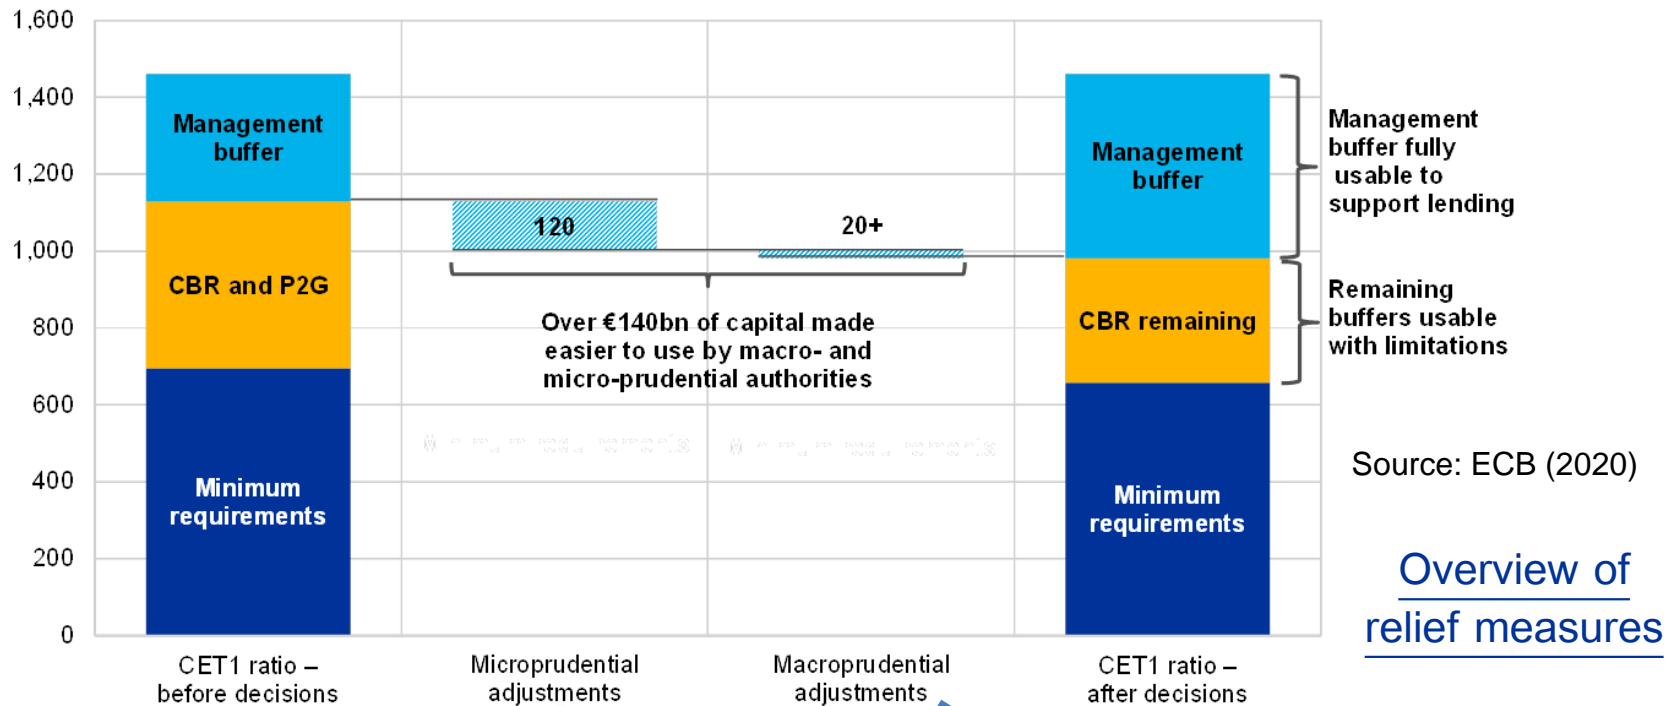 1,600
1,400
1,200
1,000
800
600
400
200
0
Management
buffer
CBR and P2G
Minimum
requirements
120
20+
Over €140bn of capital made
easier to use by macro- and
micro-prudential authorities
Management
buffer
CBR remaining
Minimum
requirements
Management
buffer fully
usable to
support lending
Remaining
buffers usable
with limitations
CET1 ratio –
before decisions
Microprudential
adjustments
Macroprudential
adjustments
CET1 ratio –
after decisions
Source: ECB (2020)
Overview of
relief measures